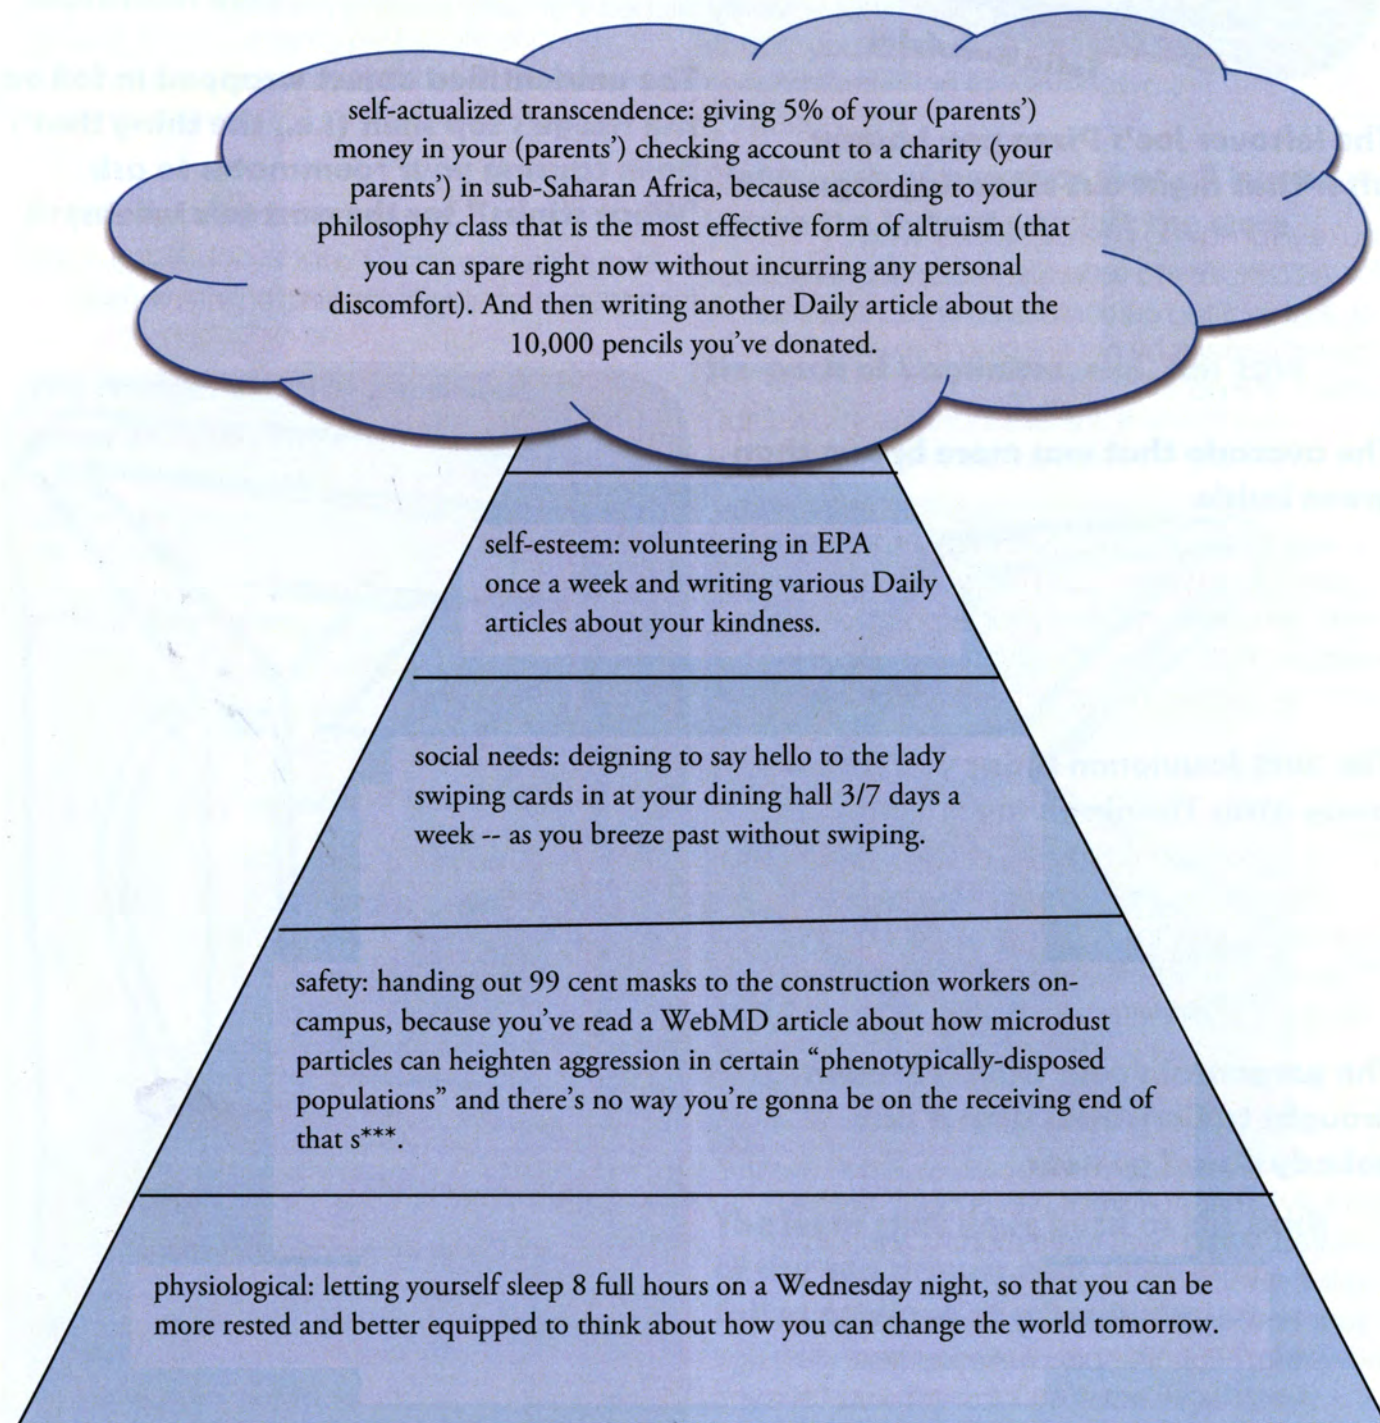 self-actualized transcendence: giving 5% of your (parents')
money in your (parents') checking account to a charity (your
parents') in sub-Saharan Africa, because according to your
philosophy class that is the most effective form of altruism (that
you can spare right now without incurring any personal
discomfort). And then writing another Daily article about the
10,000 pencils you've donated.
self-esteem: volunteering in EPA
once a week and writing various Daily
articles about your kindness.
social needs: deigning to say hello to the lady
swiping cards in at your dining hall 3/7 days a
week -- as you breeze past without swiping.
safety: handing out 99 cent masks to the construction workers on-
campus, because you've read a WebMD article about how microdust
particles can heighten aggression in certain “phenotypically-disposed
populations” and there's no way you're gonna be on the receiving end of
that s***.
physiological: letting yourself sleep 8 full hours on a Wednesday night, so that you can be
more rested and better equipped to think about how you can change the world tomorrow.